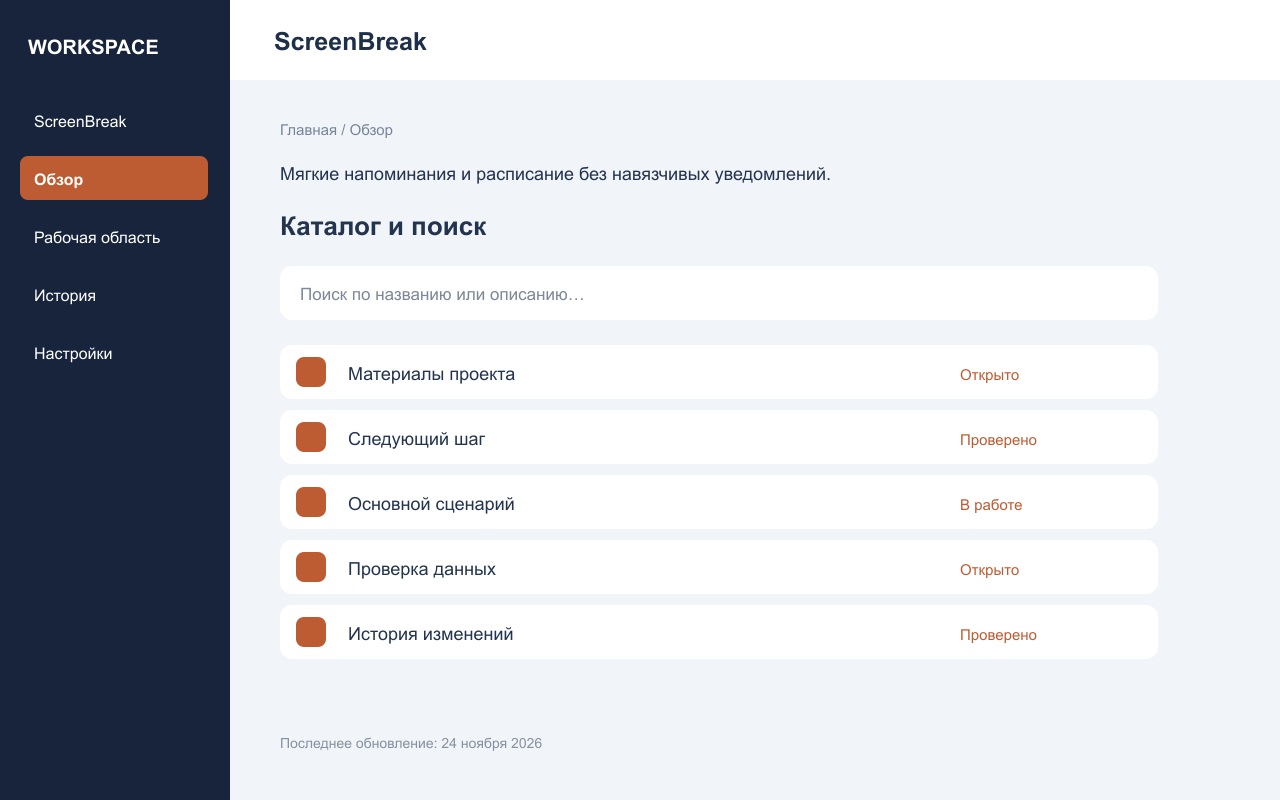 WORKSPACE
ScreenBreak
Обзор
Рабочая область
История
Настройки
ScreenBreak
Главная / Обзор
Мягкие напоминания и расписание без навязчивых уведомлений.
Каталог и поиск
Поиск по названию или описанию…
Материалы проекта Открыто
Следующий шаг Проверено
Основной сценарий В работе
Проверка данных Открыто
История изменений Проверено
Последнее обновление: 24 ноября 2026